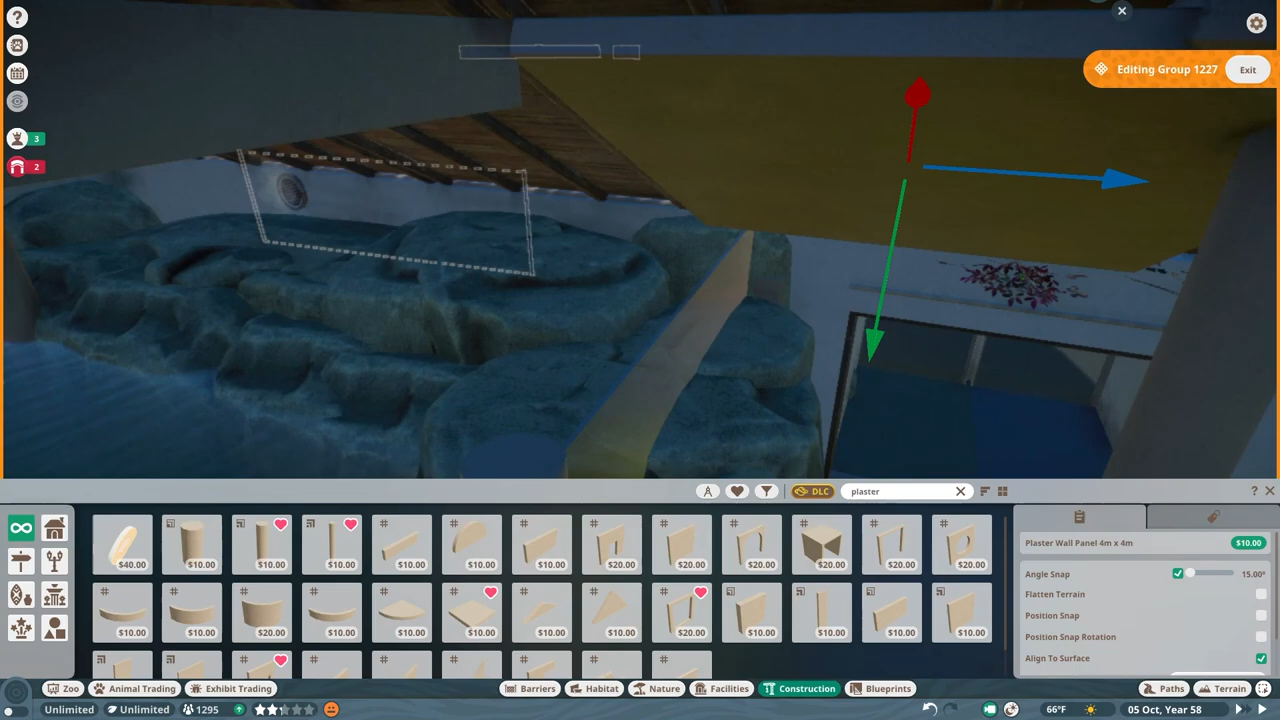 Editing Group 1227
Exit
3
2
DLC
plaster
?
$40.00 $10.00 $10.00 $10.00 $10.00 $10.00 $10.00 $20.00 $20.00 $20.00 $20.00 $20.00 $20.00
$10.00 $10.00 $20.00 $10.00 $10.00 $10.00 $10.00 $10.00 $20.00 $10.00 $10.00 $10.00 $10.00
Plaster Wall Panel 4m x 4m $10.00
Angle Snap 15.00°
Flatten Terrain
Position Snap
Position Snap Rotation
Align To Surface
Zoo Animal Trading Exhibit Trading Barriers Habitat Nature Facilities Construction Blueprints Paths Terrain
Unlimited Unlimited 1295 66°F 05 Oct, Year 58